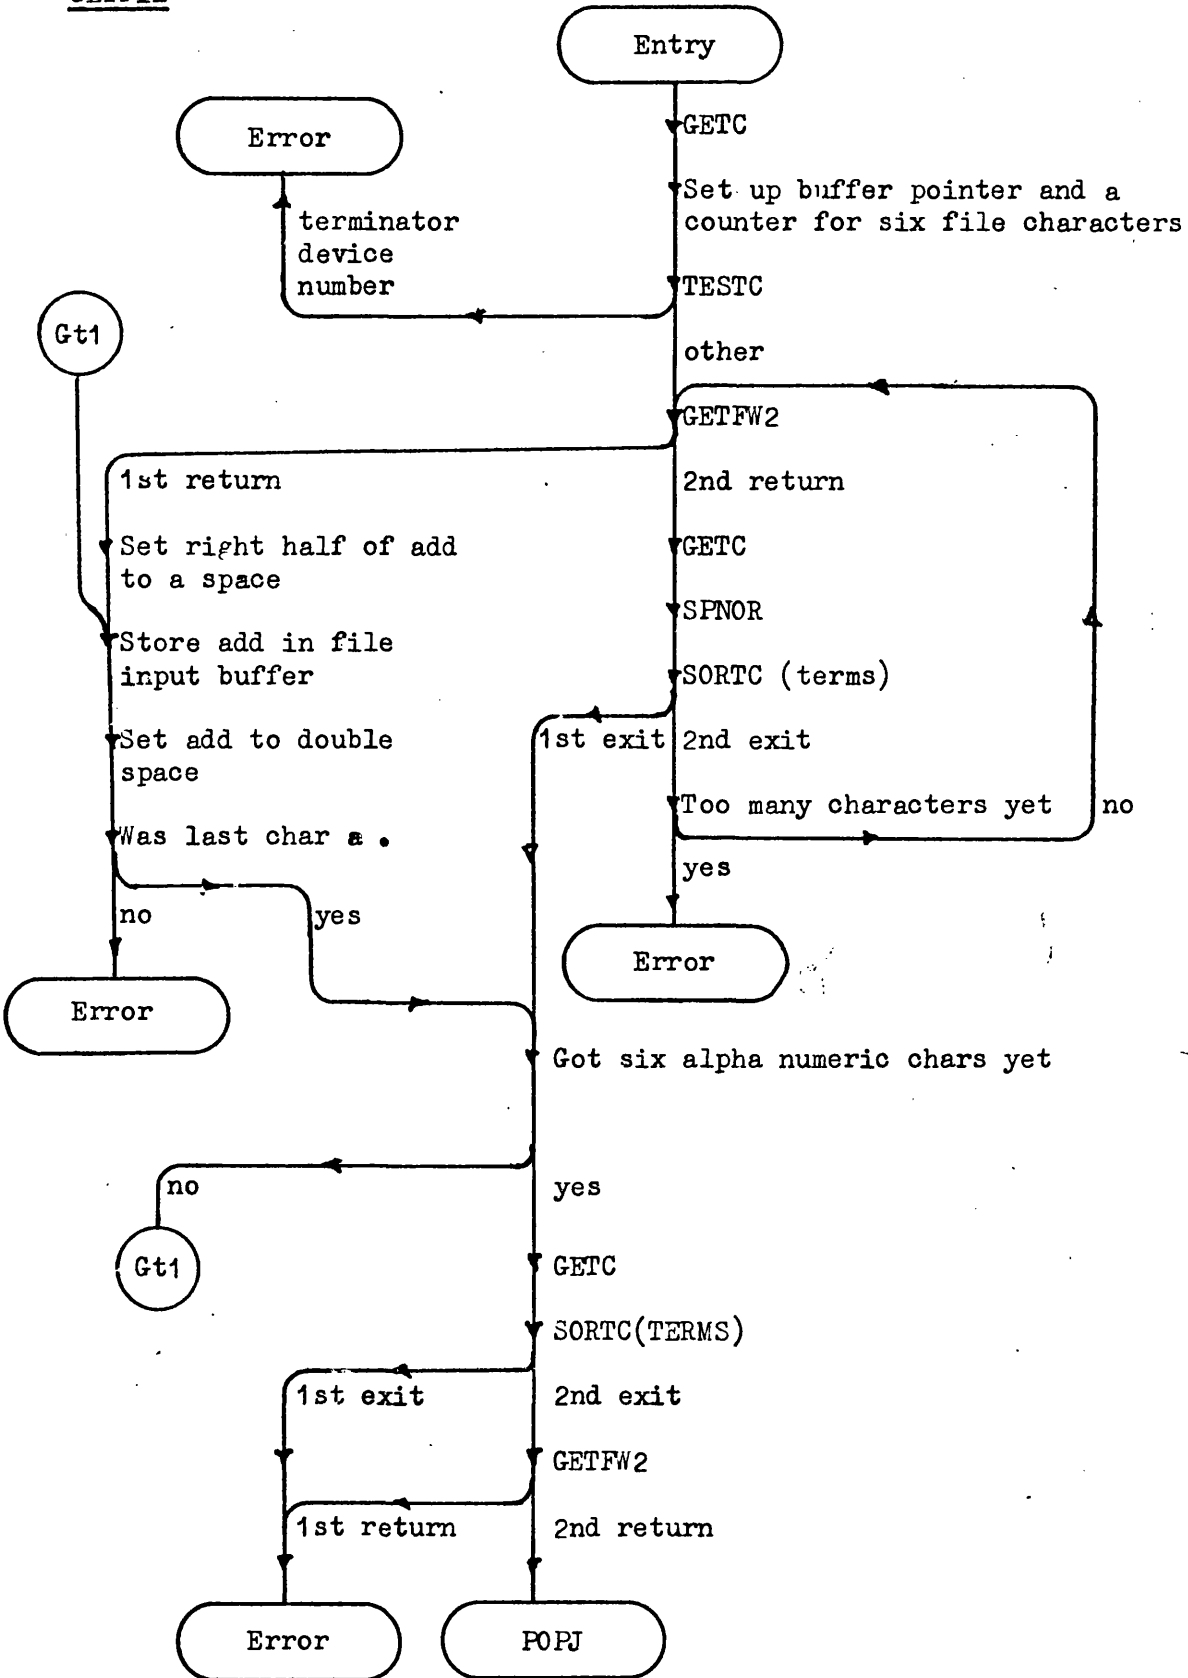 Entry
Error
GETC
Set up buffer pointer and a
counter for six file characters
terminator
device
number
TESTC
Gt1
other
GETFW2
1st return
2nd return
Set right half of add
to a space
GETC
SPNOR
Store add in file
input buffer
SORTC (terms)
1st exit
2nd exit
Set add to double
space
Too many characters yet
no
Was last char a .
yes
no
yes
Error
Error
Got six alpha numeric chars yet
no
yes
Gt1
GETC
SORTC(TERMS)
1st exit
2nd exit
GETFW2
1st return
2nd return
Error
POPJ